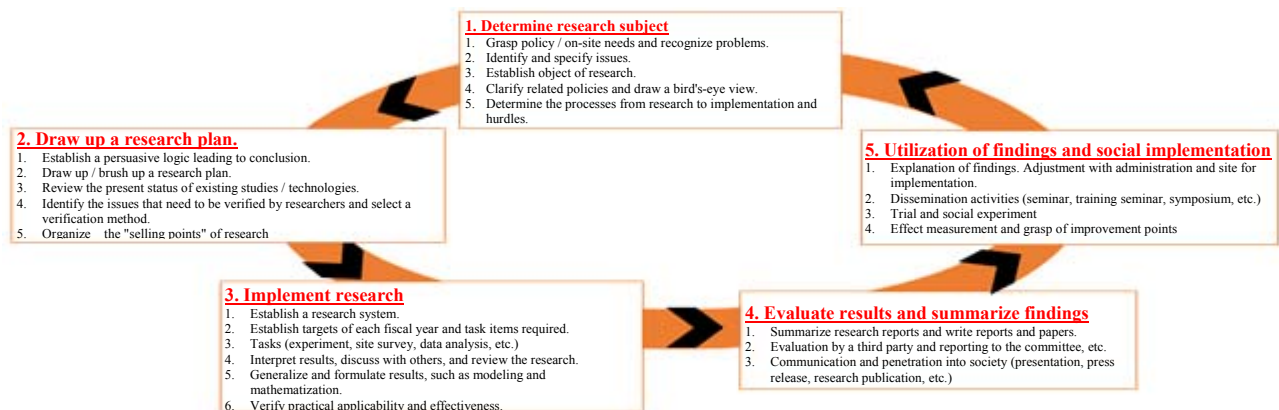 1. Determine research subject
1. Grasp policy / on-site needs and recognize problems.
2. Identify and specify issues.
3. Establish object of research.
4. Clarify related policies and draw a bird's-eye view.
5. Determine the processes from research to implementation and
hurdles.
2. Draw up a research plan.
1. Establish a persuasive logic leading to conclusion.
2. Draw up / brush up a research plan.
3. Review the present status of existing studies / technologies.
4. Identify the issues that need to be verified by researchers and select a
verification method.
5. Organize the "selling points" of research
3. Implement research
1. Establish a research system.
2. Establish targets of each fiscal year and task items required.
3. Tasks (experiment, site survey, data analysis, etc.)
4. Interpret results, discuss with others, and review the research.
5. Generalize and formulate results, such as modeling and
mathematization.
6. Verify practical applicability and effectiveness.
4. Evaluate results and summarize findings
1. Summarize research reports and write reports and papers.
2. Evaluation by a third party and reporting to the committee, etc.
3. Communication and penetration into society (presentation, press
release, research publication, etc.)
5. Utilization of findings and social implementation
1. Explanation of findings. Adjustment with administration and site for
implementation.
2. Dissemination activities (seminar, training seminar, symposium, etc.)
3. Trial and social experiment
4. Effect measurement and grasp of improvement points